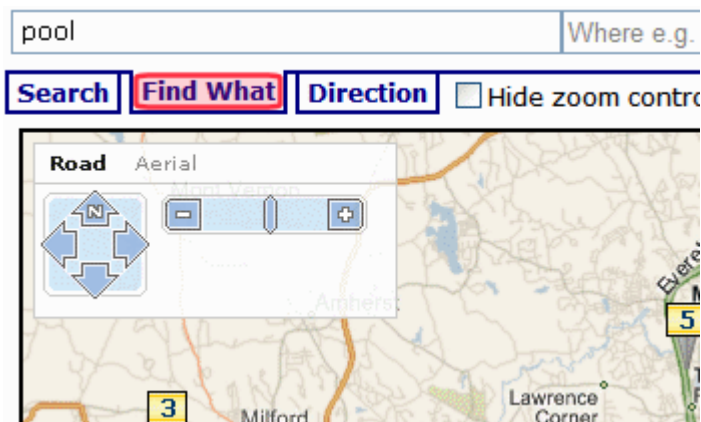 pool
Where e.g.
Search
Find What
Direction
Hide zoom contro
Road
Aerial
Mont Vernon
N
Amherst
Evere
5
3
Milford
Lawrence
Corner